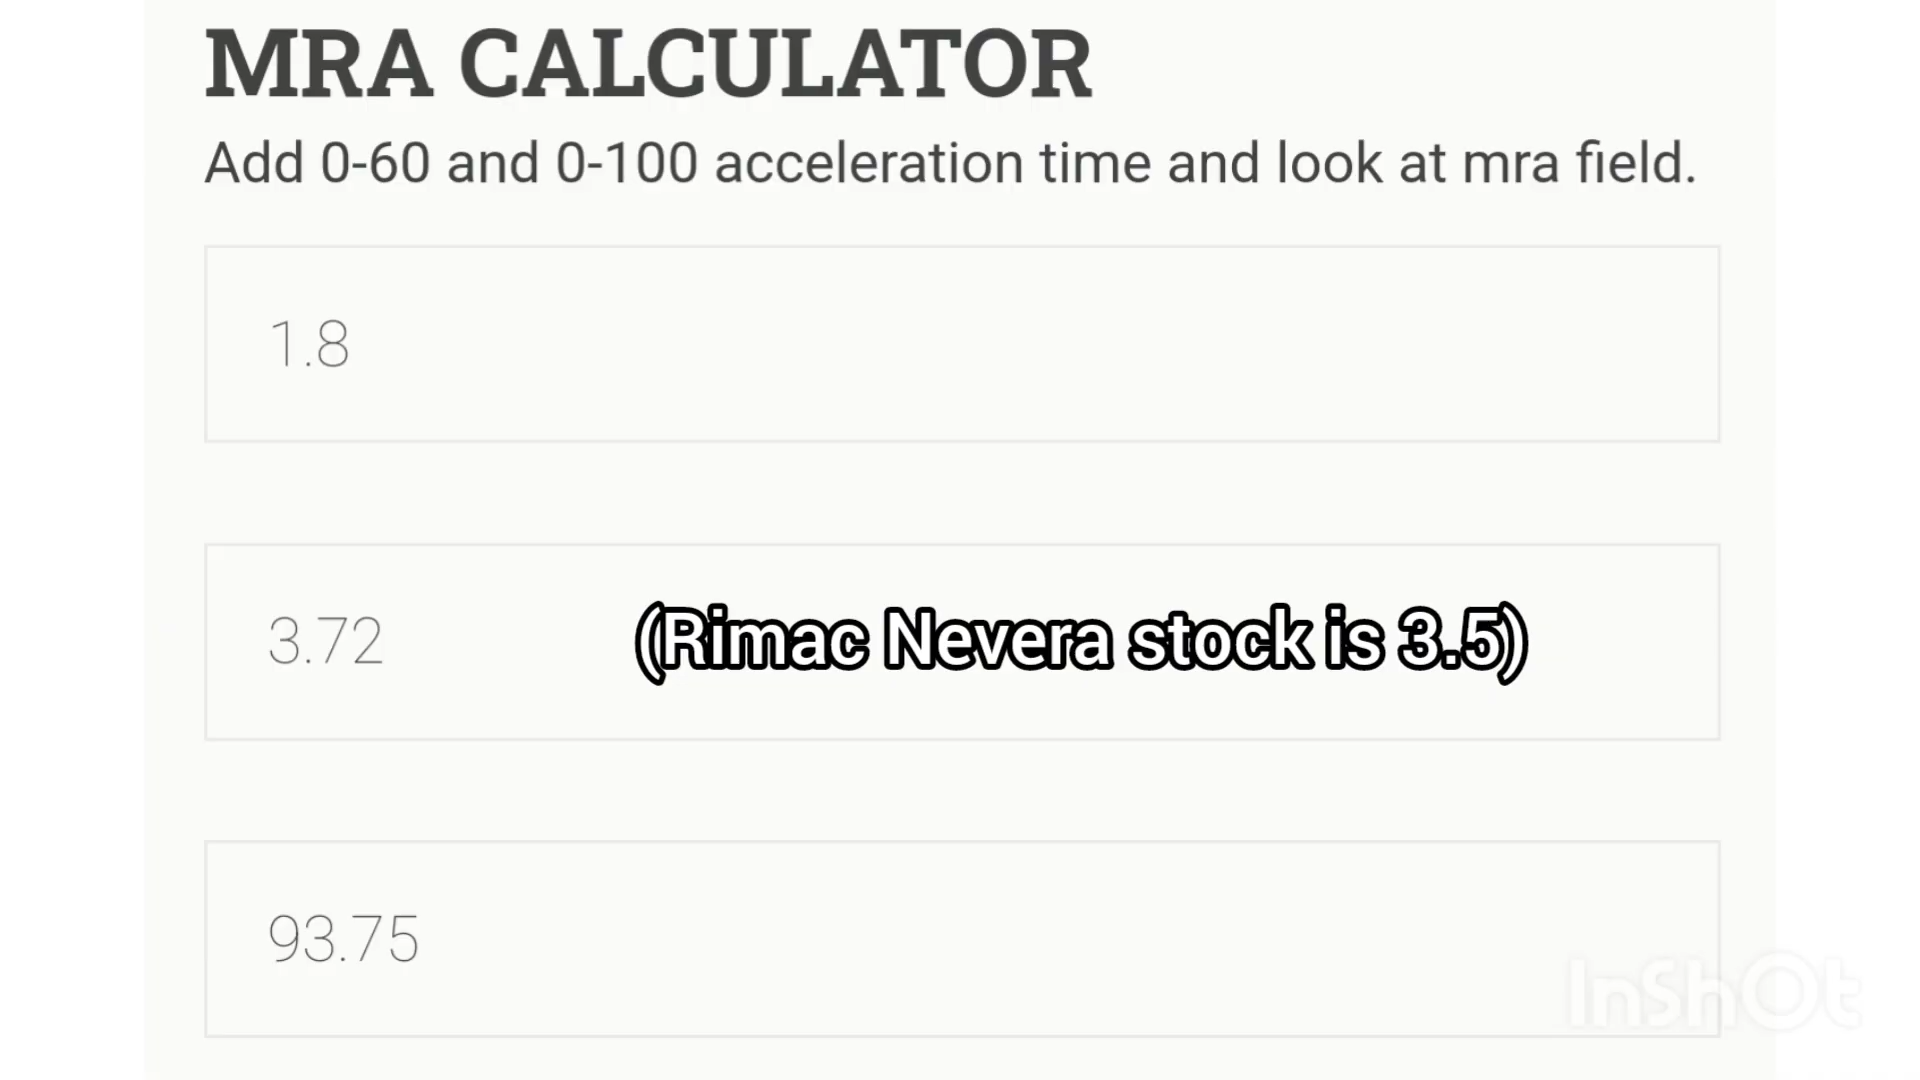 MRA CALCULATOR
Add 0-60 and 0-100 acceleration time and look at mra field.
1.8
3.72
(Rimac Nevera stock is 3.5)
93.75
InShOt